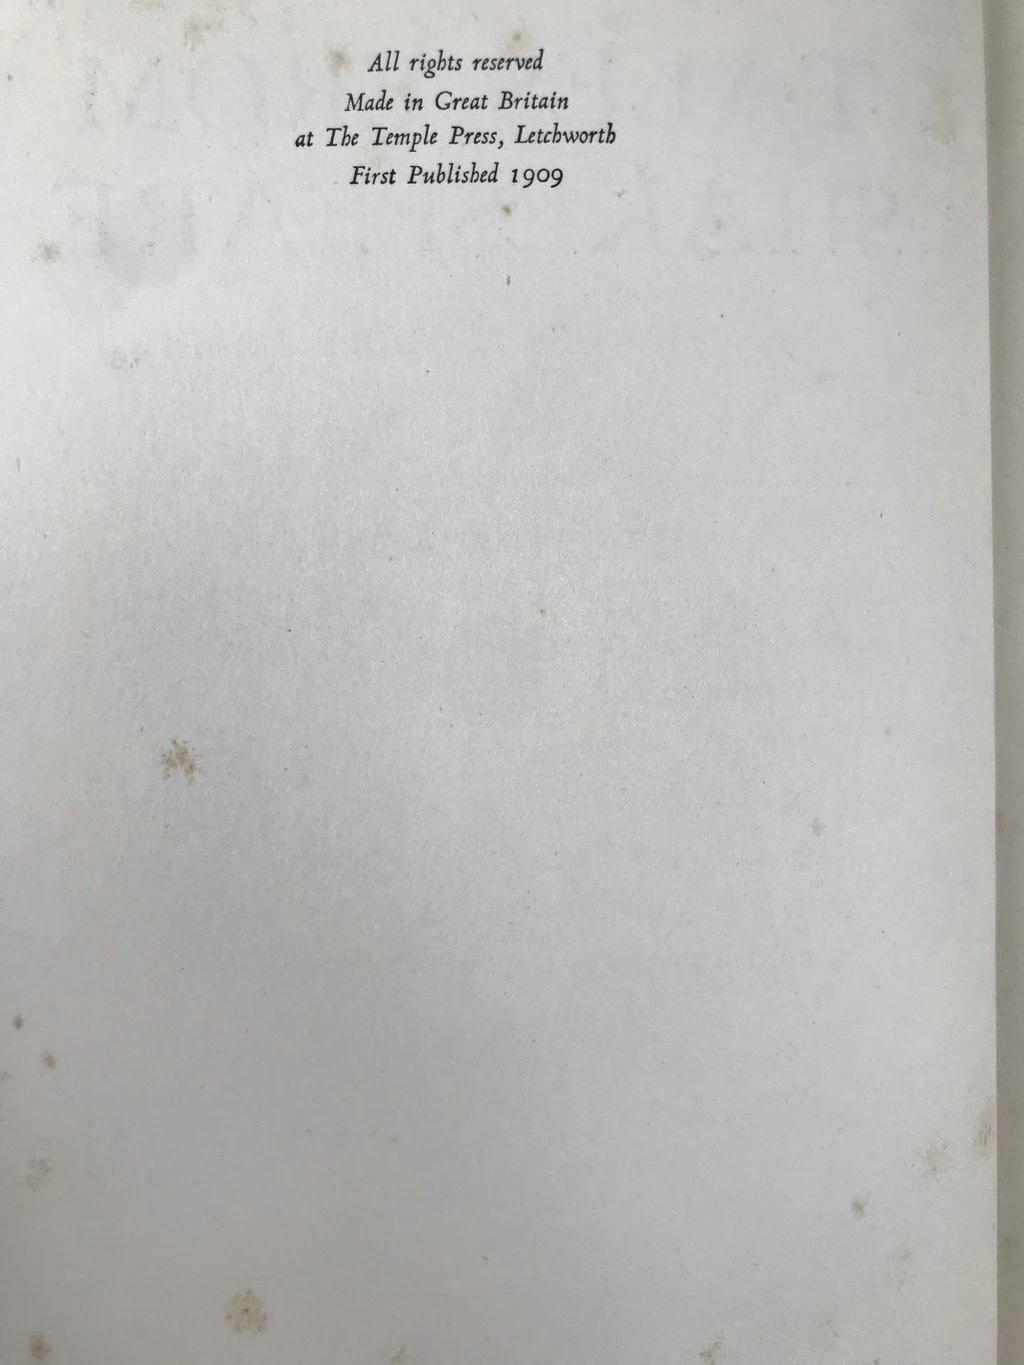 All rights reserved
Made in Great Britain
at The Temple Press, Letchworth
First Published 1909